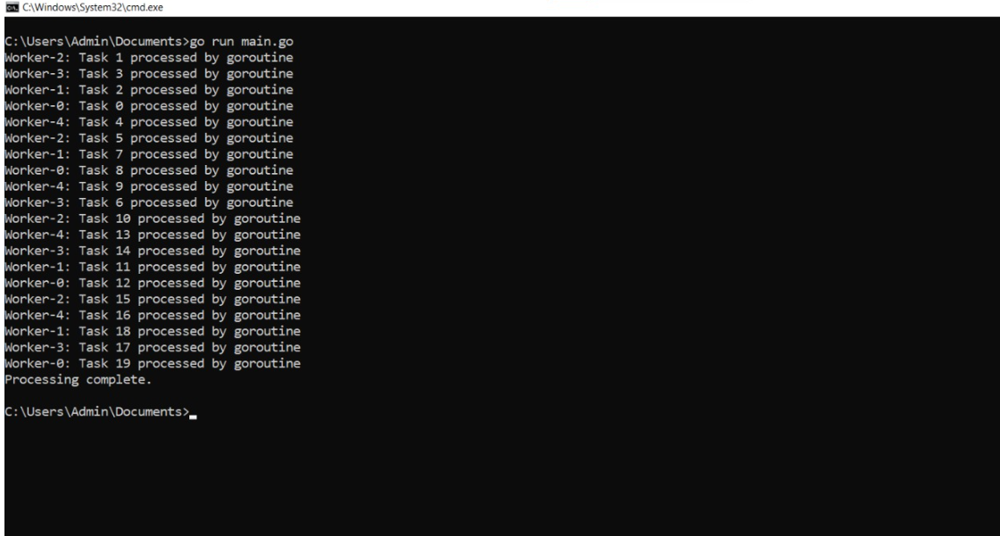 C:\Windows\System32\cmd.exe
C:\Users\Admin\Documents>go run main.go
Worker-2: Task 1 processed by goroutine
Worker-3: Task 3 processed by goroutine
Worker-1: Task 2 processed by goroutine
Worker-0: Task 0 processed by goroutine
Worker-4: Task 4 processed by goroutine
Worker-2: Task 5 processed by goroutine
Worker-1: Task 7 processed by goroutine
Worker-0: Task 8 processed by goroutine
Worker-4: Task 9 processed by goroutine
Worker-3: Task 6 processed by goroutine
Worker-2: Task 10 processed by goroutine
Worker-4: Task 13 processed by goroutine
Worker-3: Task 14 processed by goroutine
Worker-1: Task 11 processed by goroutine
Worker-0: Task 12 processed by goroutine
Worker-2: Task 15 processed by goroutine
Worker-4: Task 16 processed by goroutine
Worker-1: Task 18 processed by goroutine
Worker-3: Task 17 processed by goroutine
Worker-0: Task 19 processed by goroutine
Processing complete.
C:\Users\Admin\Documents>